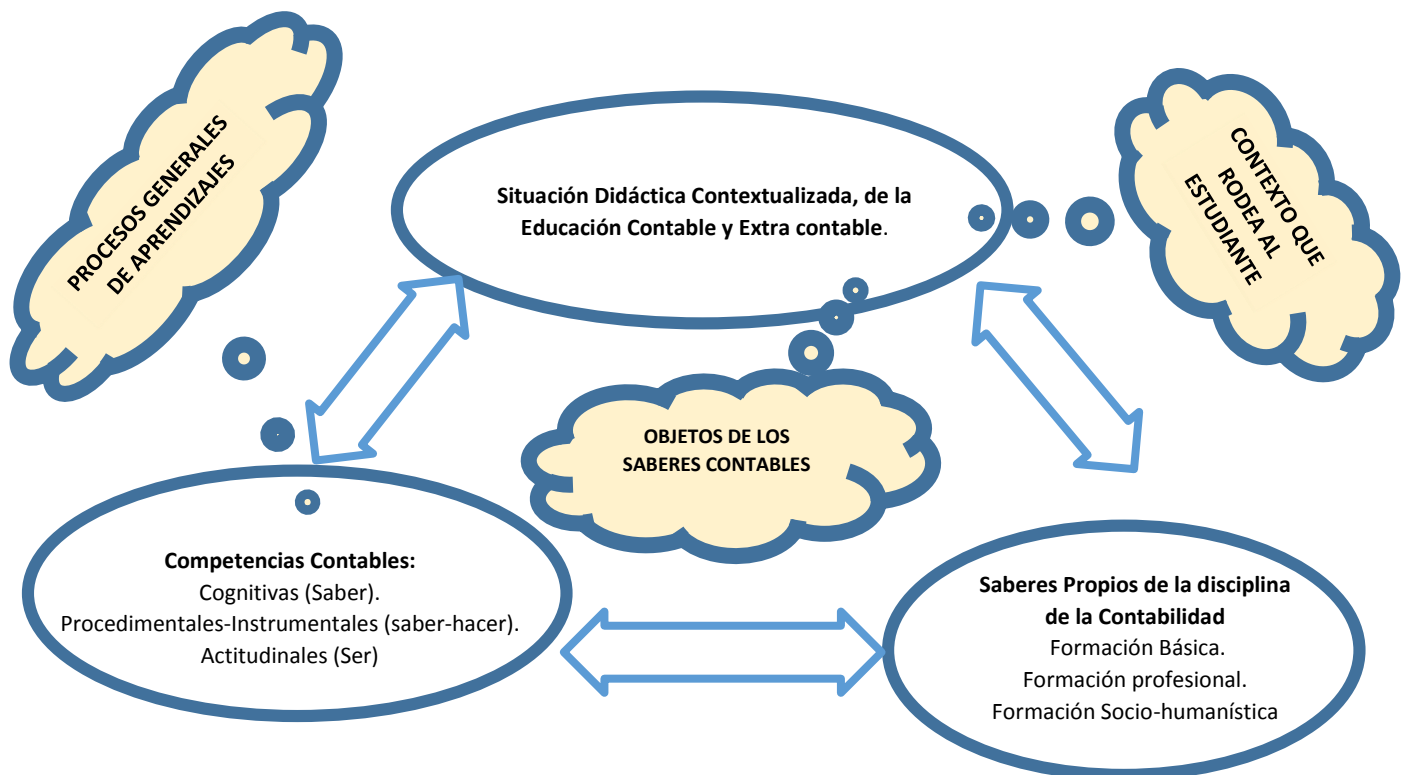 PROCESOS GENERALES
DE APRENDIZAJES
CONTEXTO QUE
RODEA AL
ESTUDIANTE
Situación Didáctica Contextualizada, de la
Educación Contable y Extra contable.
OBJETOS DE LOS
SABERES CONTABLES
Competencias Contables:
Cognitivas (Saber).
Procedimentales-Instrumentales (saber-hacer).
Actitudinales (Ser)
Saberes Propios de la disciplina
de la Contabilidad
Formación Básica.
Formación profesional.
Formación Socio-humanística